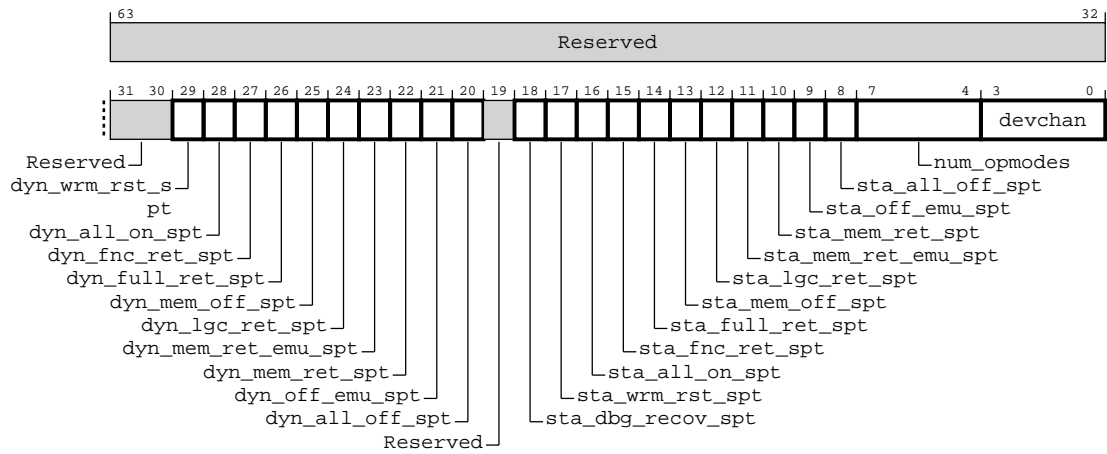 63 32
Reserved
31 30 29 28 27 26 25 24 23 22 21 20 19 18 17 16 15 14 13 12 11 10 9 8 7 4 3 0
devchan
Reserved num_opmodes
dyn_wrm_rst_s sta_all_off_spt
pt sta_off_emu_spt
dyn_all_on_spt sta_mem_ret_spt
dyn_fnc_ret_spt sta_mem_ret_emu_spt
dyn_full_ret_spt sta_lgc_ret_spt
dyn_mem_off_spt sta_mem_off_spt
dyn_lgc_ret_spt sta_full_ret_spt
dyn_mem_ret_emu_spt sta_fnc_ret_spt
dyn_mem_ret_spt sta_all_on_spt
dyn_off_emu_spt sta_wrm_rst_spt
dyn_all_off_spt sta_dbg_recov_spt
Reserved